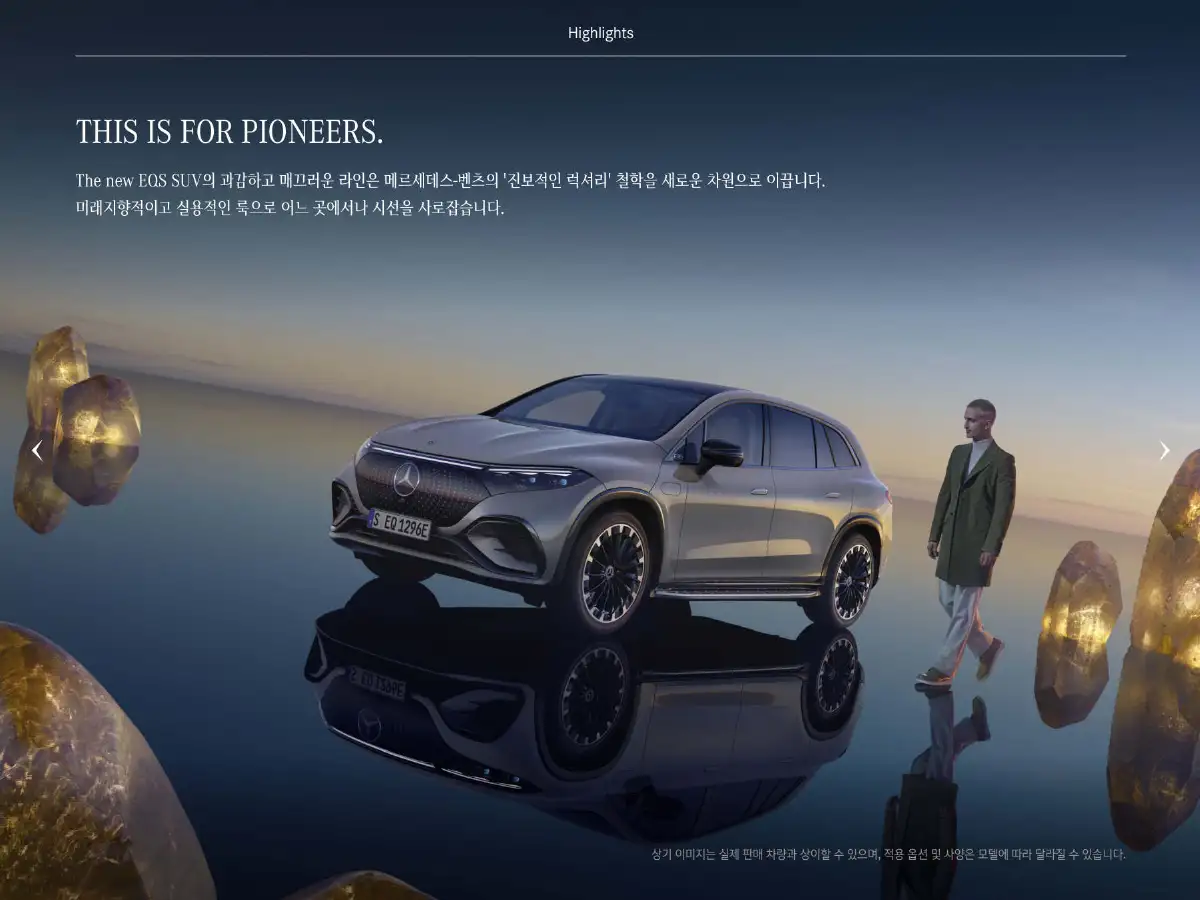 Highlights
THIS IS FOR PIONEERS.
The new EQS SUV의 과감하고 매끄러운 라인은 메르세데스-벤츠의 '진보적인 럭셔리' 철학을 새로운 차원으로 이끕니다.
미래지향적이고 실용적인 룩으로 어느 곳에서나 시선을 사로잡습니다.
S EQ 1296E
상기 이미지는 실제 판매 차량과 상이할 수 있으며, 적용 옵션 및 사양은 모델에 따라 달라질 수 있습니다.